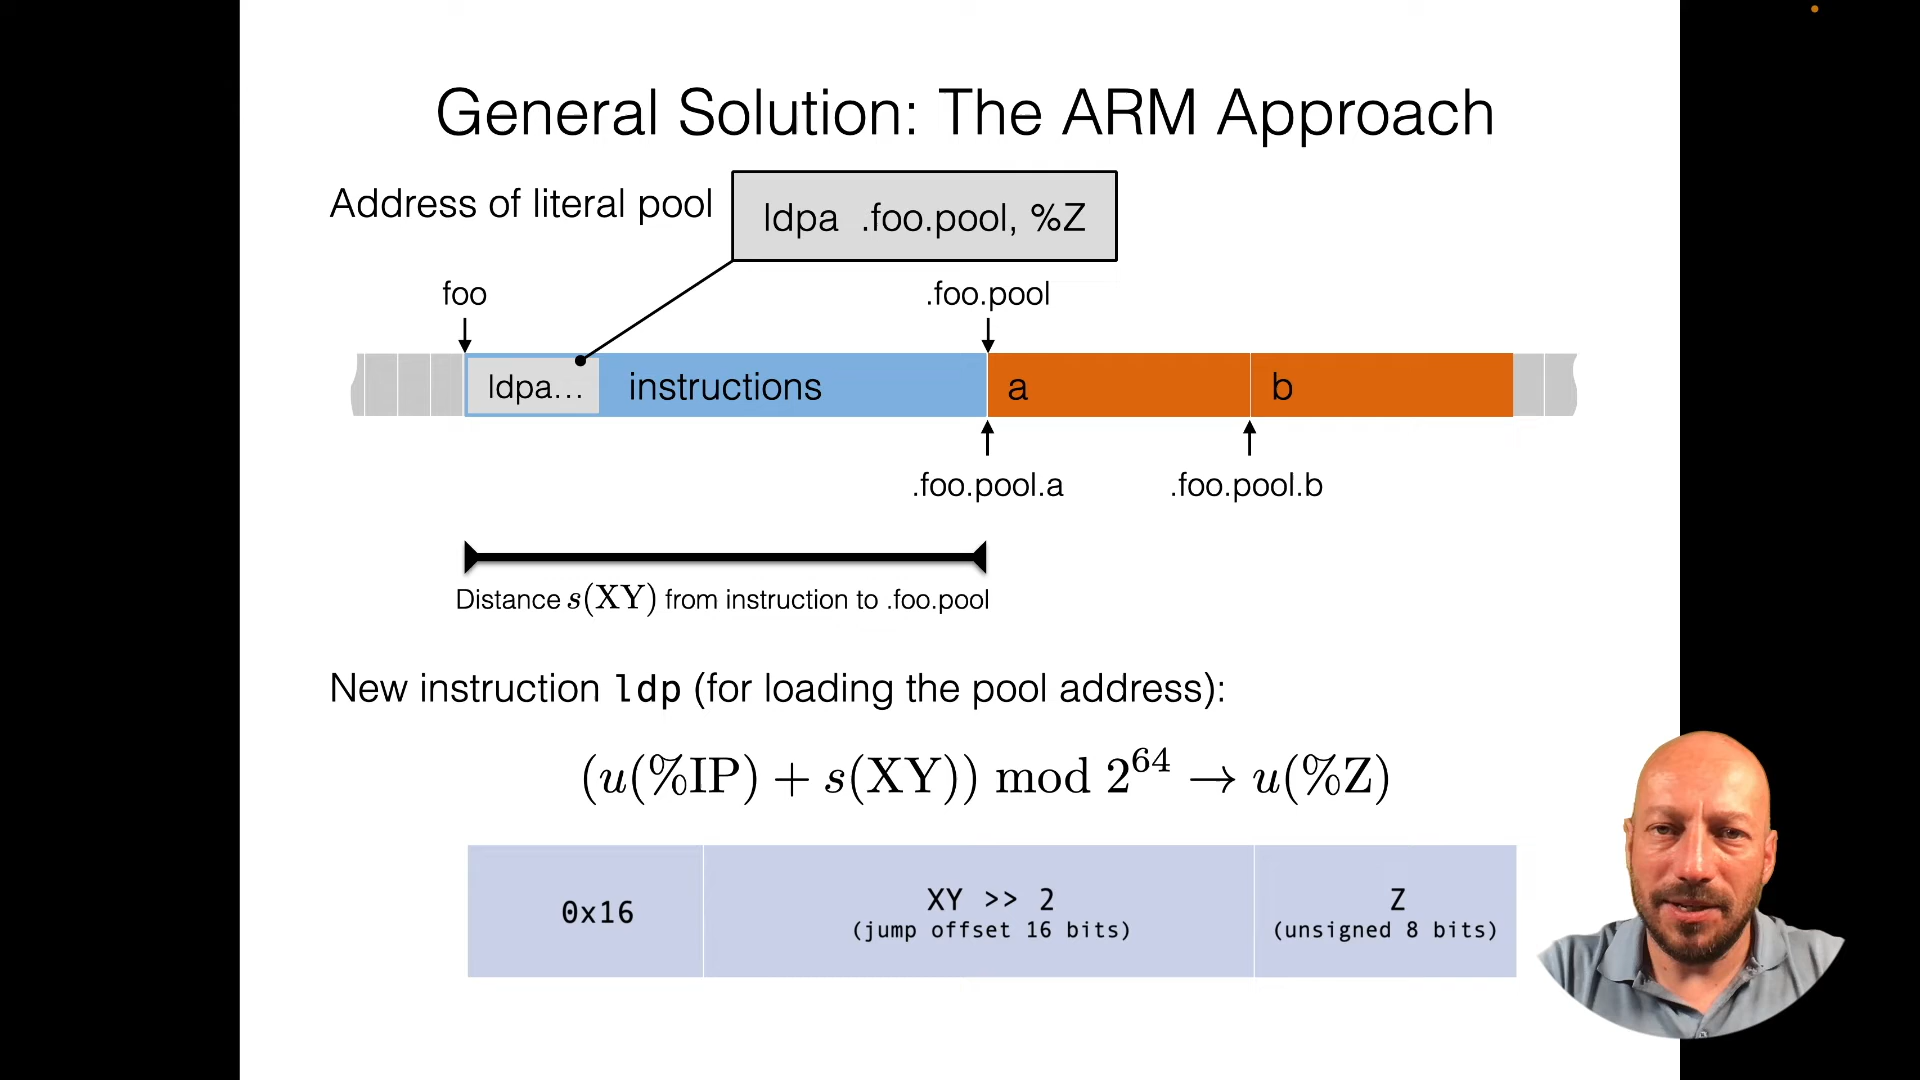 General Solution: The ARM Approach
Address of literal pool
ldpa .foo.pool, %Z
foo
.foo.pool
ldpa...
instructions
a
b
.foo.pool.a
.foo.pool.b
Distance s(XY) from instruction to .foo.pool
New instruction ldp (for loading the pool address):
(u(%IP) + s(XY)) mod 2^64 → u(%Z)
0x16
XY >> 2
(jump offset 16 bits)
Z
(unsigned 8 bits)